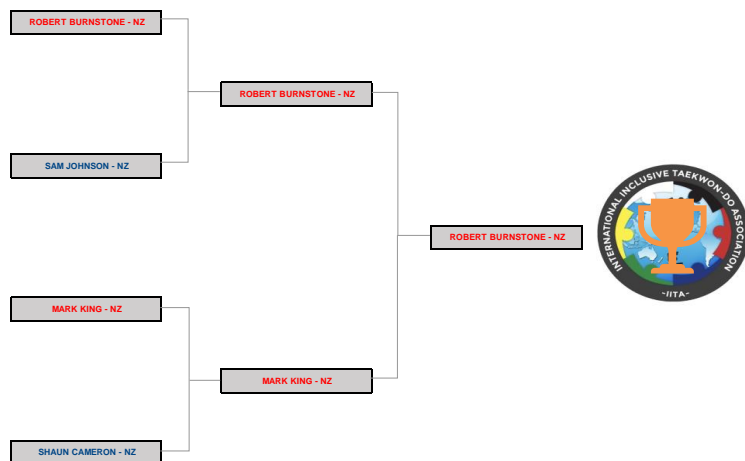 ROBERT BURNSTONE - NZ
ROBERT BURNSTONE - NZ
SAM JOHNSON - NZ
ROBERT BURNSTONE - NZ
MARK KING - NZ
MARK KING - NZ
SHAUN CAMERON - NZ
INTERNATIONAL INCLUSIVE TAEKWON-DO ASSOCIATION
~IITA~